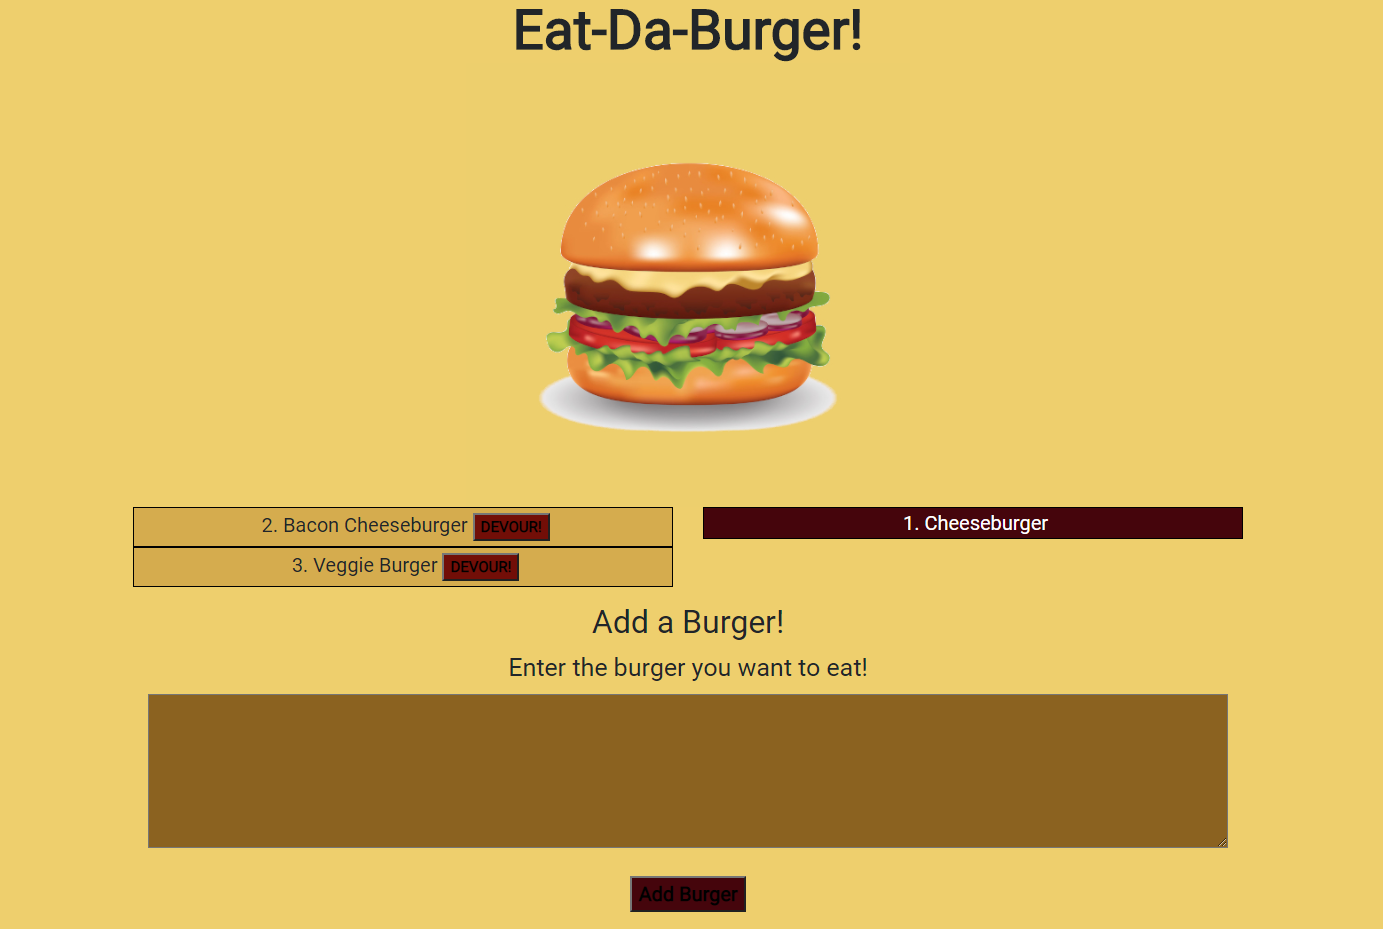 Eat-Da-Burger!
2. Bacon Cheeseburger DEVOUR!
3. Veggie Burger DEVOUR!
1. Cheeseburger
Add a Burger!
Enter the burger you want to eat!
Add Burger